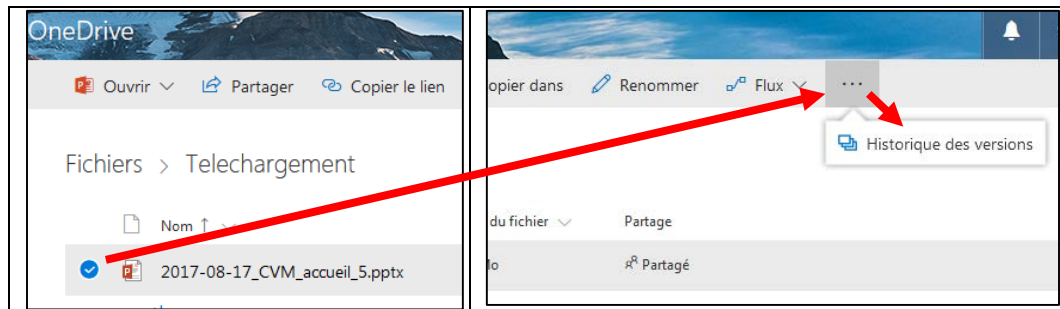 OneDrive
Ouvrir Partager Copier le lien
Fichiers > Telechargement
Nom ↑
2017-08-17_CVM_accueil_5.pptx
opier dans Renommer Flux ...
Historique des versions
du fichier Partage
lo Partagé